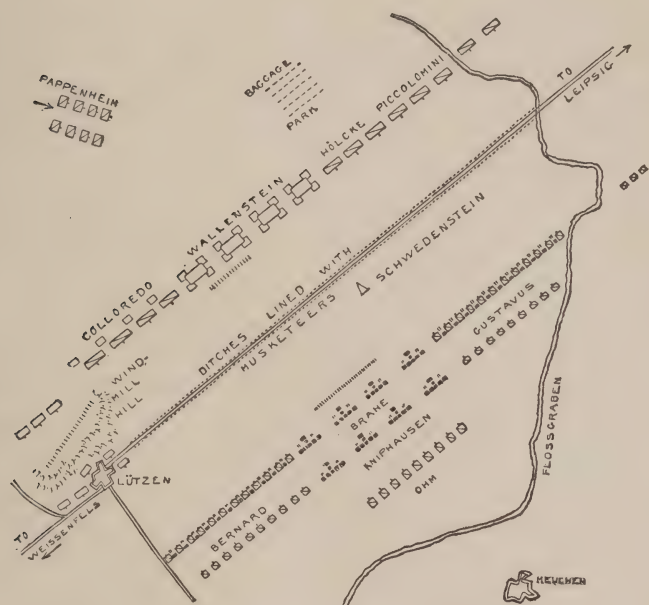 TO
LEIPSIG
PAPPENHEIM
BAGGAGE
PARK
HÖLCKE PICCOLOMINI
WALLENSTEIN
COLLOREDO
DITCHES LINED WITH
MUSKETEERS
SCHWEDENSTEIN
WIND-
MILL
HILL
GUSTAVUS
BRAHE
KNIPHAUSEN
OHM
BERNARD
FLOSSGRABEN
LÜTZEN
TO
WEISSENFELS
MEUCHEN